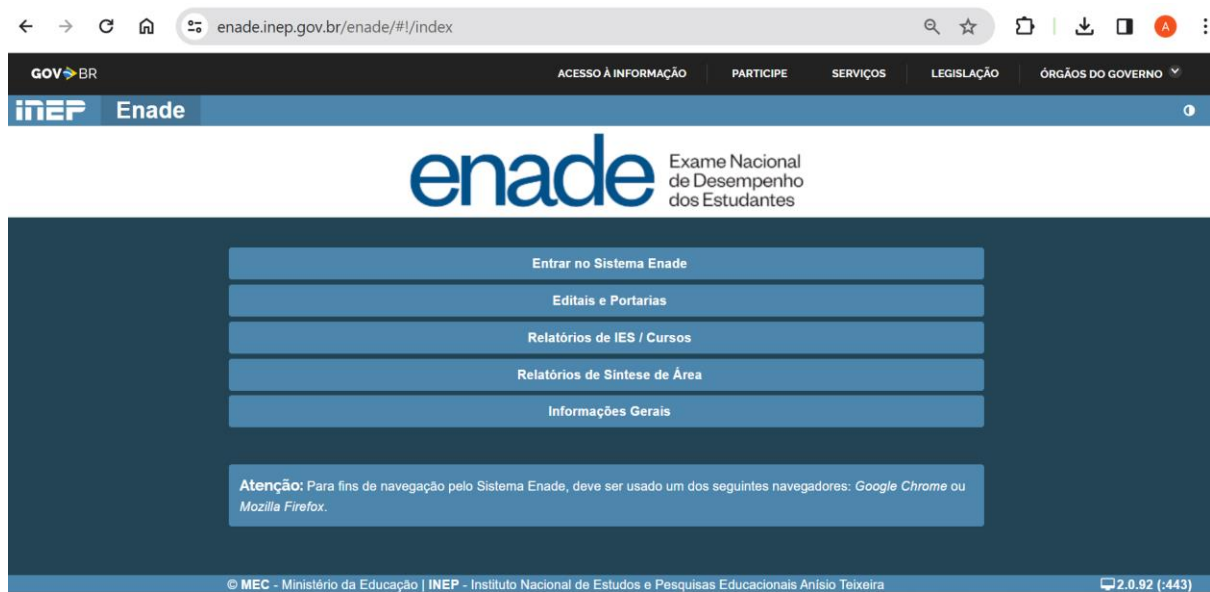 enade.inep.gov.br/enade/#!/index
A
GOV BR
ACESSO À INFORMAÇÃO PARTICIPE SERVIÇOS LEGISLAÇÃO ÓRGÃOS DO GOVERNO
inep Enade
enade Exame Nacional
de Desempenho
dos Estudantes
Entrar no Sistema Enade
Editais e Portarias
Relatórios de IES / Cursos
Relatórios de Síntese de Área
Informações Gerais
Atenção: Para fins de navegação pelo Sistema Enade, deve ser usado um dos seguintes navegadores: Google Chrome ou
Mozilla Firefox.
© MEC - Ministério da Educação | INEP - Instituto Nacional de Estudos e Pesquisas Educacionais Anísio Teixeira 2.0.92 (:443)